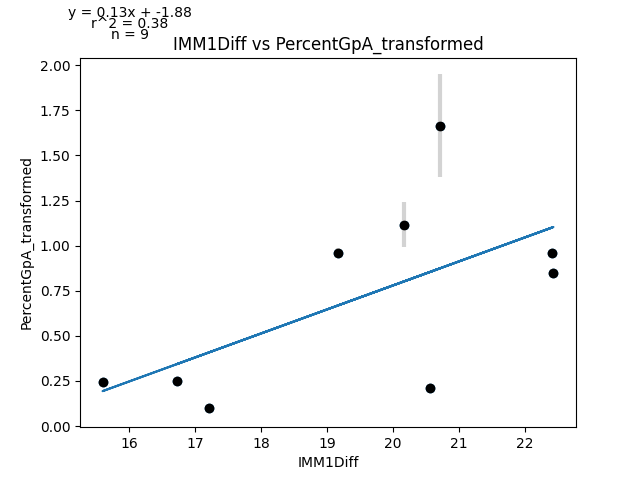 y = 0.13x + -1.88
r^2 = 0.38
n = 9
IMM1Diff vs PercentGpA_transformed
2.00
1.75
1.50
1.25
1.00
0.75
0.50
0.25
0.00
PercentGpA_transformed
16 17 18 19 20 21 22
IMM1Diff